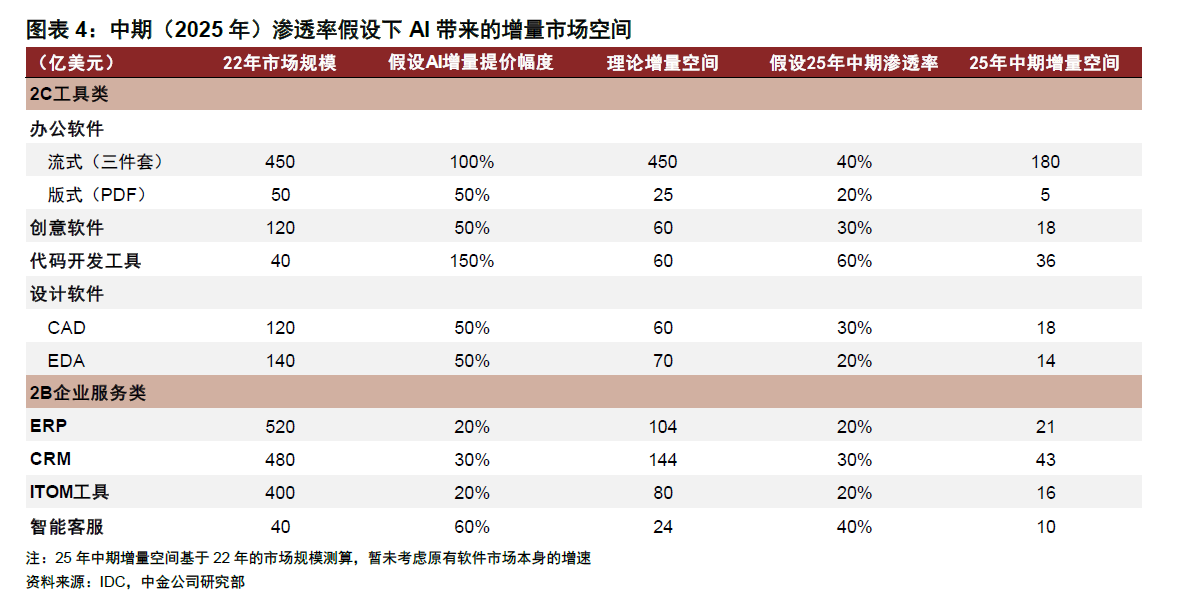 图表 4：中期（2025 年）渗透率假设下 AI 带来的增量市场空间
（亿美元） 22年市场规模 假设AI增量提价幅度 理论增量空间 假设25年中期渗透率 25年中期增量空间
2C工具类
办公软件
流式（三件套） 450 100% 450 40% 180
版式（PDF） 50 50% 25 20% 5
创意软件 120 50% 60 30% 18
代码开发工具 40 150% 60 60% 36
设计软件
CAD 120 50% 60 30% 18
EDA 140 50% 70 20% 14
2B企业服务类
ERP 520 20% 104 20% 21
CRM 480 30% 144 30% 43
ITOM工具 400 20% 80 20% 16
智能客服 40 60% 24 40% 10
注：25 年中期增量空间基于 22 年的市场规模测算，暂未考虑原有软件市场本身的增速
资料来源：IDC，中金公司研究部